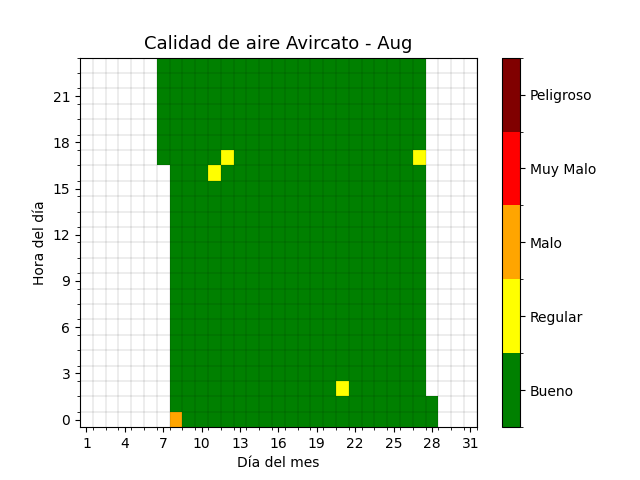 Calidad de aire Avircato - Aug
21
18
15
12
9
6
3
0
Hora del día
1 4 7 10 13 16 19 22 25 28 31
Día del mes
Peligroso
Muy Malo
Malo
Regular
Bueno